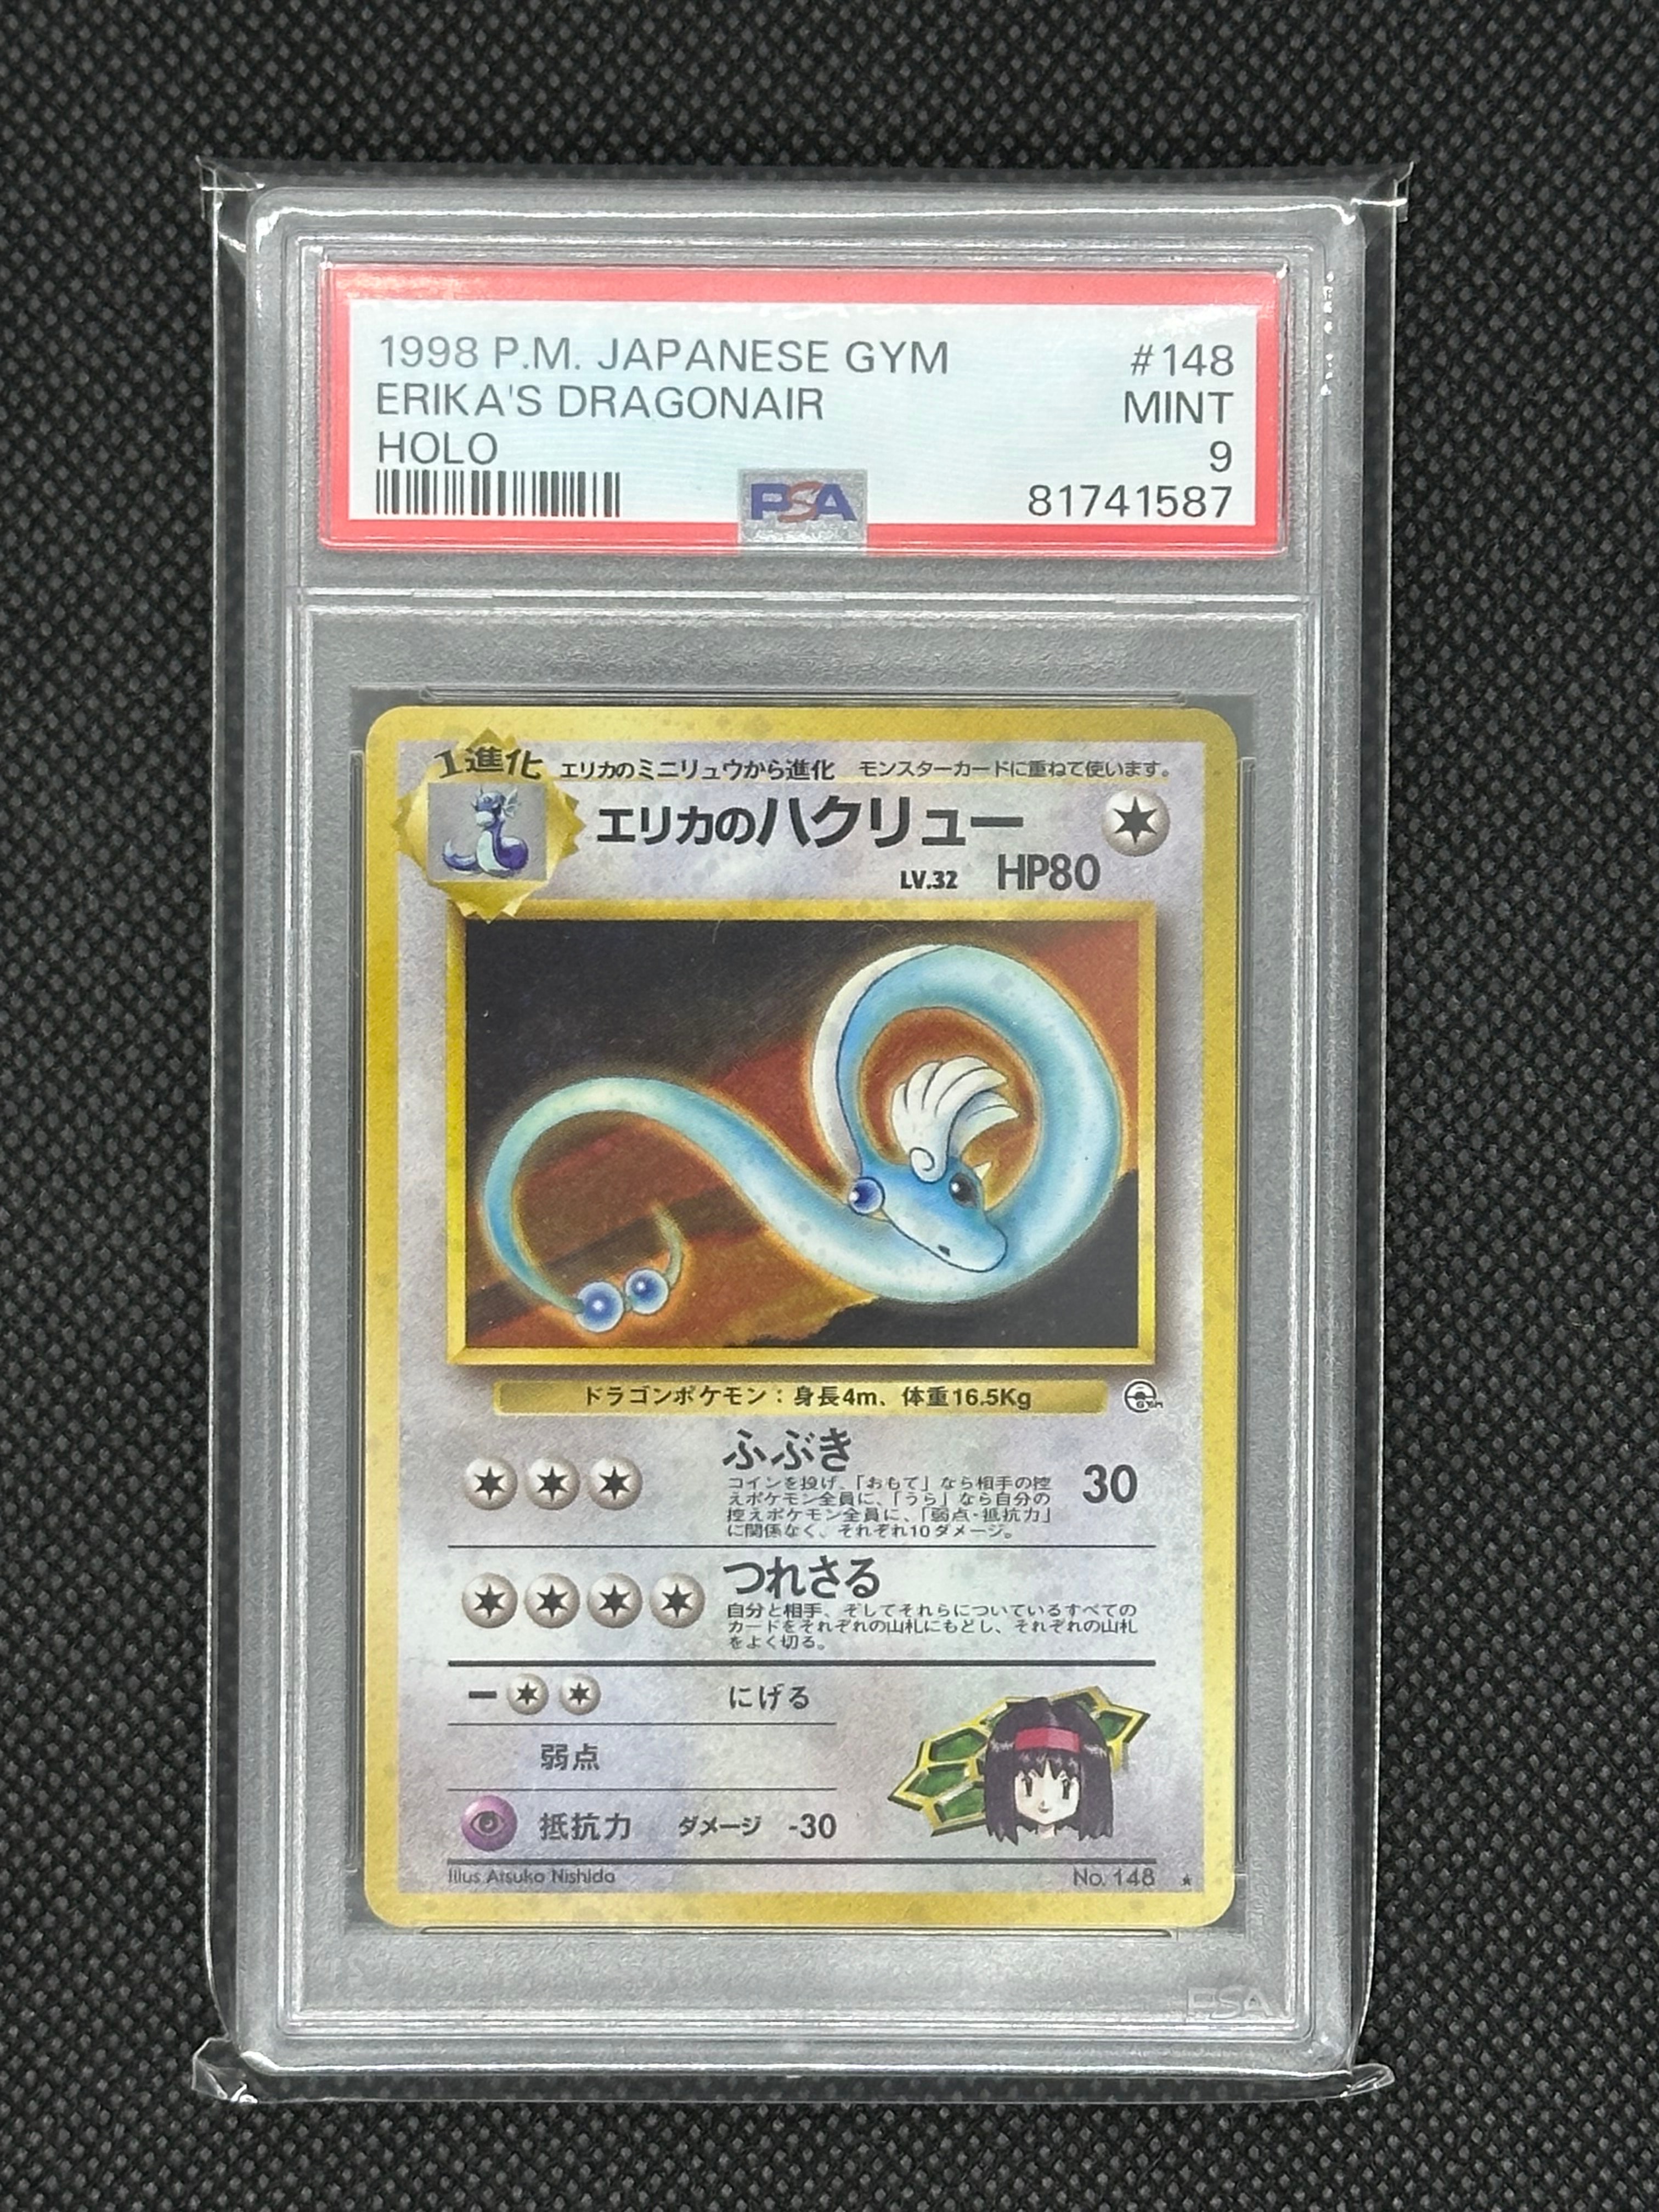 1998 P.M. JAPANESE GYM #148
ERIKA'S DRAGONAIR MINT
HOLO 9
PSA 81741587
1進化 エリカのミニリュウから進化 モンスターカードに重ねて使います。
エリカのハクリュー
LV.32 HP80
ドラゴンポケモン：身長4m、体重16.5Kg
GYM
ふぶき 30
コインを投げ、「おもて」なら相手の控
えポケモン全員に、「うら」なら自分の
控えポケモン全員に、「弱点・抵抗力」
に関係なく、それぞれ10ダメージ。
つれさる
自分と相手、そしてそれらについているすべての
カードをそれぞれの山札にもどし、それぞれの山札
をよく切る。
にげる
弱点
抵抗力 ダメージ -30
Illus Atsuko Nishida No. 148 ★
PSA